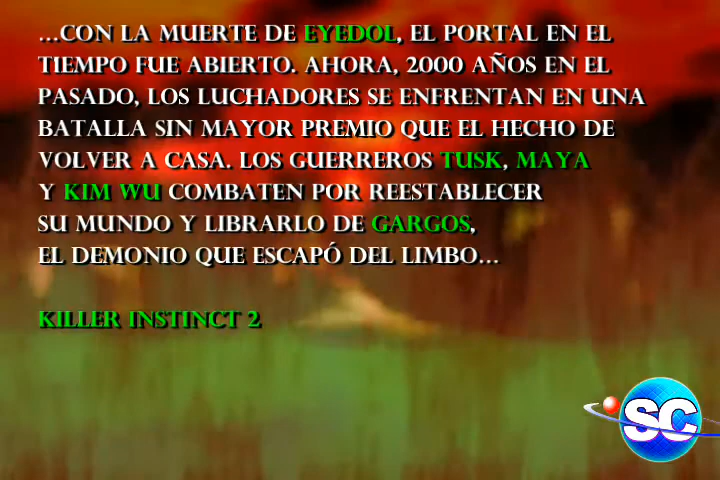 ...CON LA MUERTE DE EYEDOL, EL PORTAL EN EL
TIEMPO FUE ABIERTO. AHORA, 2000 AÑOS EN EL
PASADO, LOS LUCHADORES SE ENFRENTAN EN UNA
BATALLA SIN MAYOR PREMIO QUE EL HECHO DE
VOLVER A CASA. LOS GUERREROS TUSK, MAYA
Y KIM WU COMBATEN POR REESTABLECER
SU MUNDO Y LIBRARLO DE GARGOS,
EL DEMONIO QUE ESCAPÓ DEL LIMBO...
KILLER INSTINCT 2
SC